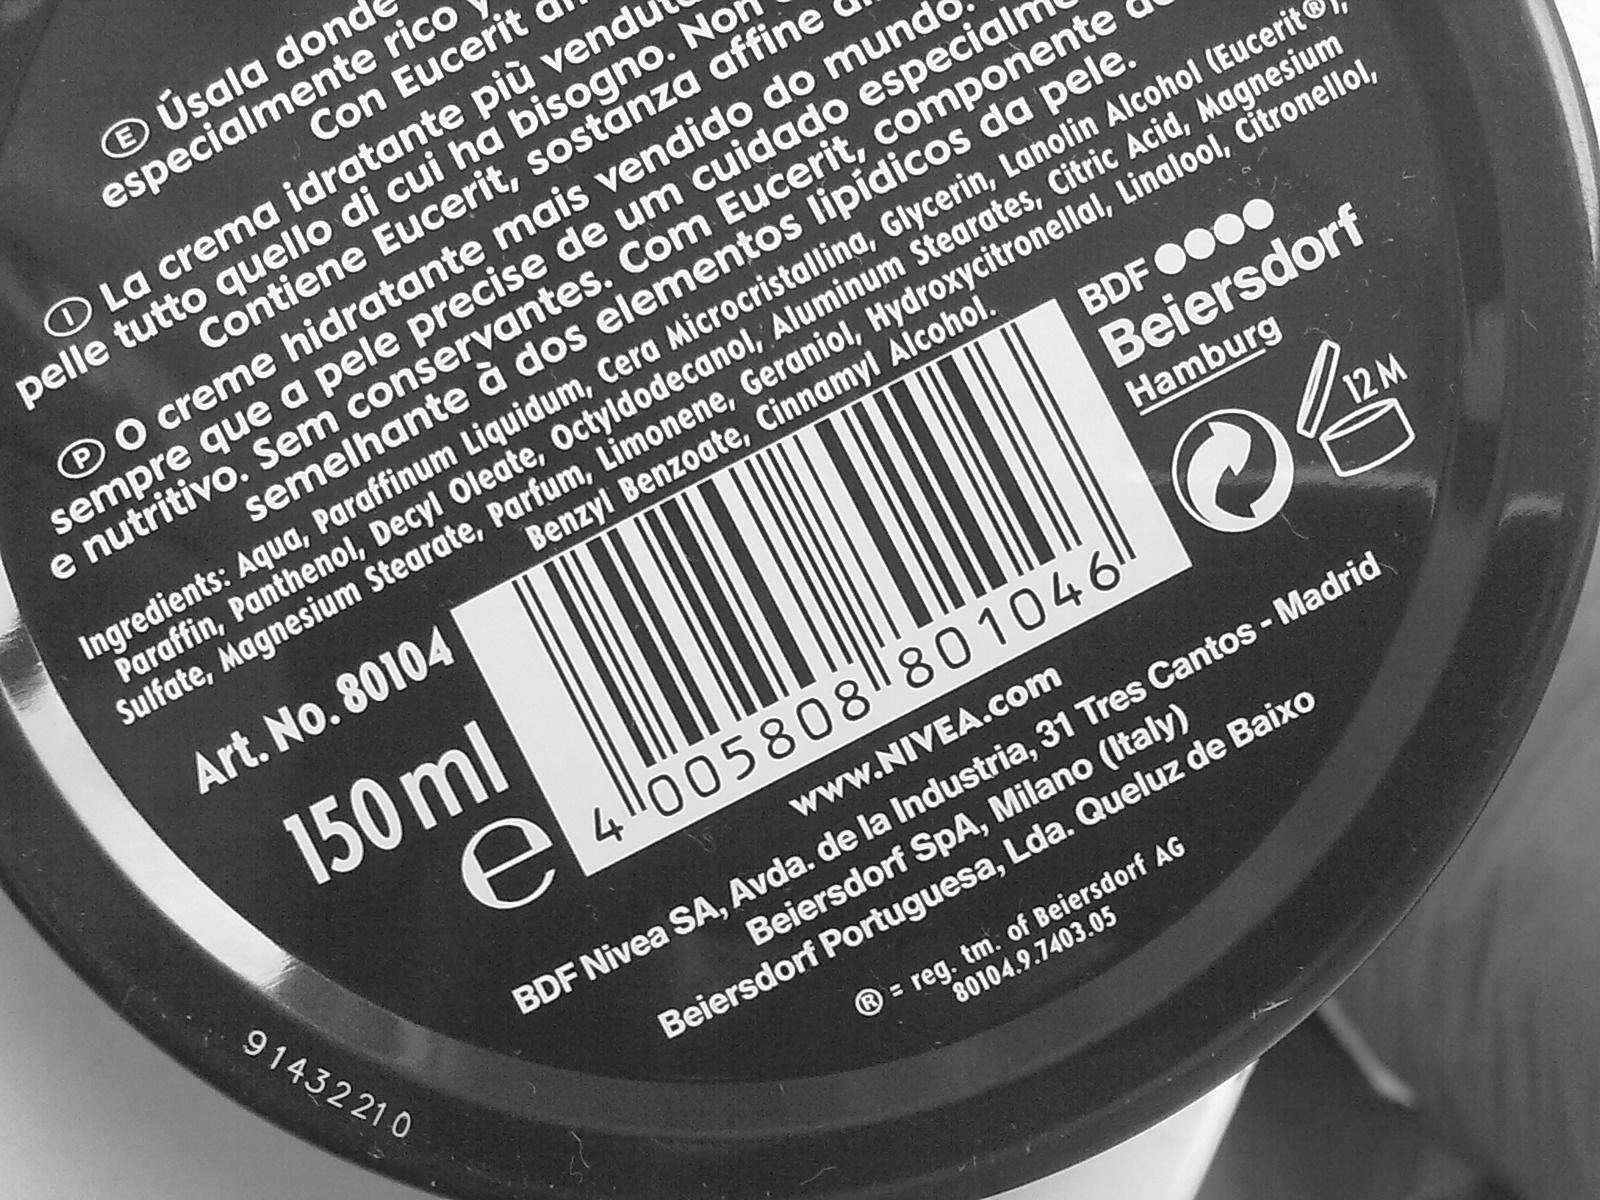 E Úsala donde
especialmente rico y
Con Eucerit
I La crema idratante più
pelle tutto quello di cui ha bisogno. Non
Contiene Eucerit, sostanza affine
P O creme hidratante mais vendido do mundo.
sempre que a pele precise de um cuidado
e nutritivo. Sem conservantes. Com Eucerit, componente
semelhante à dos elementos lipídicos da pele.
Ingredients: Aqua, Paraffinum Liquidum, Cera Microcristallina, Glycerin, Lanolin Alcohol (Eucerit®),
Paraffin, Panthenol, Decyl Oleate, Octyldodecanol, Aluminum Stearates, Citric Acid, Magnesium
Sulfate, Magnesium Stearate, Parfum, Limonene, Geraniol, Hydroxycitronellal, Linalool, Citronellol,
Benzyl Benzoate, Cinnamyl Alcohol.
BDF
Beiersdorf
Hamburg
12M
Art. No. 80104
150 ml
e
4 005808 801046
www.NIVEA.com
BDF Nivea SA, Avda. de la Industria, 31 Tres Cantos - Madrid
Beiersdorf SpA, Milano (Italy)
Beiersdorf Portuguesa, Lda. Queluz de Baixo
® = reg. tm. of Beiersdorf AG
80104.9.7403.05
91432210